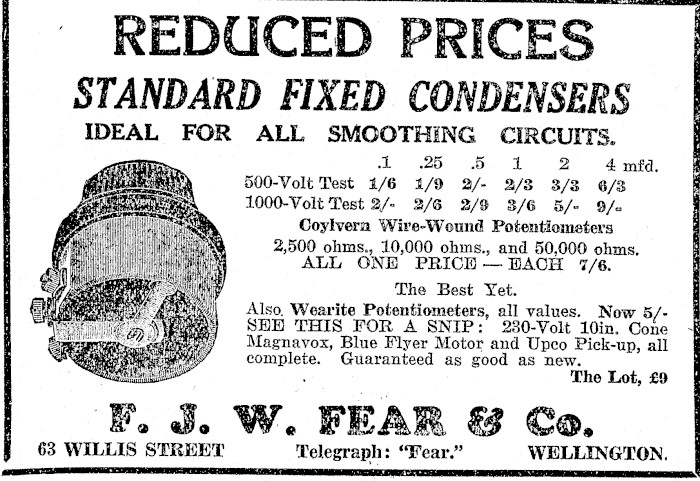 REDUCED PRICES
STANDARD FIXED CONDENSERS
IDEAL FOR ALL SMOOTHING CIRCUITS.
.1 .25 .5 1 2 4 mfd.
500-Volt Test 1/6 1/9 2/- 2/3 3/3 6/3
1000-Volt Test 2/- 2/6 2/9 3/6 5/- 9/-
Coylvern Wire-Wound Potentiometers
2,500 ohms., 10,000 ohms., and 50,000 ohms.
ALL ONE PRICE — EACH 7/6.
The Best Yet.
Also Wearite Potentiometers, all values. Now 5/-
SEE THIS FOR A SNIP: 230-Volt 10in. Cone
Magnavox, Blue Flyer Motor and Upco Pick-up, all
complete. Guaranteed as good as new.
The Lot, £9
F. J. W. FEAR & Co.
63 WILLIS STREET Telegraph: "Fear." WELLINGTON.